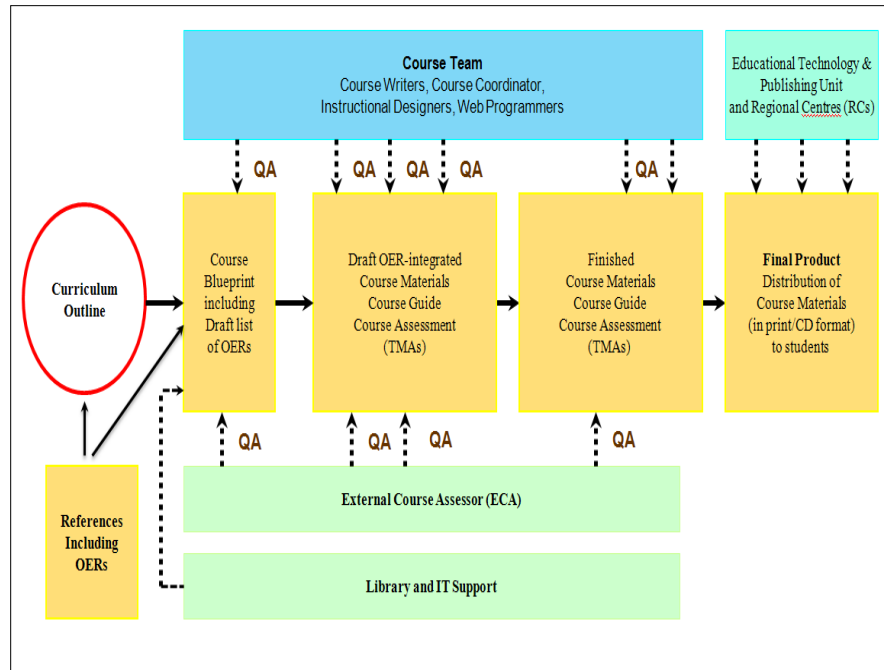 Course Team
Course Writers, Course Coordinator,
Instructional Designers, Web Programmers
Educational Technology &
Publishing Unit
and Regional Centres (RCs)
QA
QA
QA
QA
QA
Curriculum
Outline
Course
Blueprint
including
Draft list
of OERs
Draft OER-integrated
Course Materials
Course Guide
Course Assessment
(TMAs)
Finished
Course Materials
Course Guide
Course Assessment
(TMAs)
Final Product
Distribution of
Course Materials
(in print/CD format)
to students
QA
QA
QA
QA
References
Including
OERs
External Course Assessor (ECA)
Library and IT Support